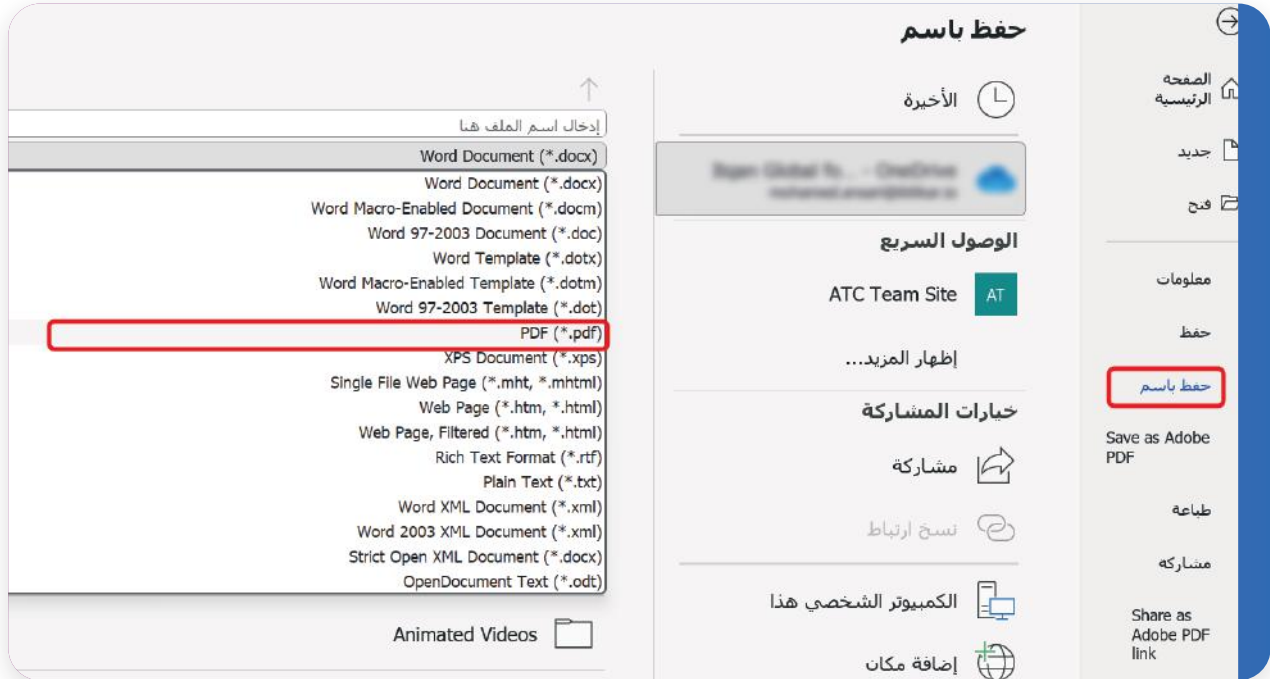 الصفحة
الرئيسية
جديد
فتح
معلومات
حفظ
حفظ باسم
Save as Adobe
PDF
طباعة
مشاركة
Share as
Adobe PDF
link
حفظ باسم
الأخيرة
OneDrive
الوصول السريع
AT
ATC Team Site
إظهار المزيد...
خيارات المشاركة
مشاركة
نسخ ارتباط
الكمبيوتر الشخصي هذا
إضافة مكان
إدخال اسم الملف هنا
Word Document (*.docx)
Word Document (*.docx)
Word Macro-Enabled Document (*.docm)
Word 97-2003 Document (*.doc)
Word Template (*.dotx)
Word Macro-Enabled Template (*.dotm)
Word 97-2003 Template (*.dot)
PDF (*.pdf)
XPS Document (*.xps)
Single File Web Page (*.mht, *.mhtml)
Web Page (*.htm, *.html)
Web Page, Filtered (*.htm, *.html)
Rich Text Format (*.rtf)
Plain Text (*.txt)
Word XML Document (*.xml)
Word 2003 XML Document (*.xml)
Strict Open XML Document (*.docx)
OpenDocument Text (*.odt)
Animated Videos